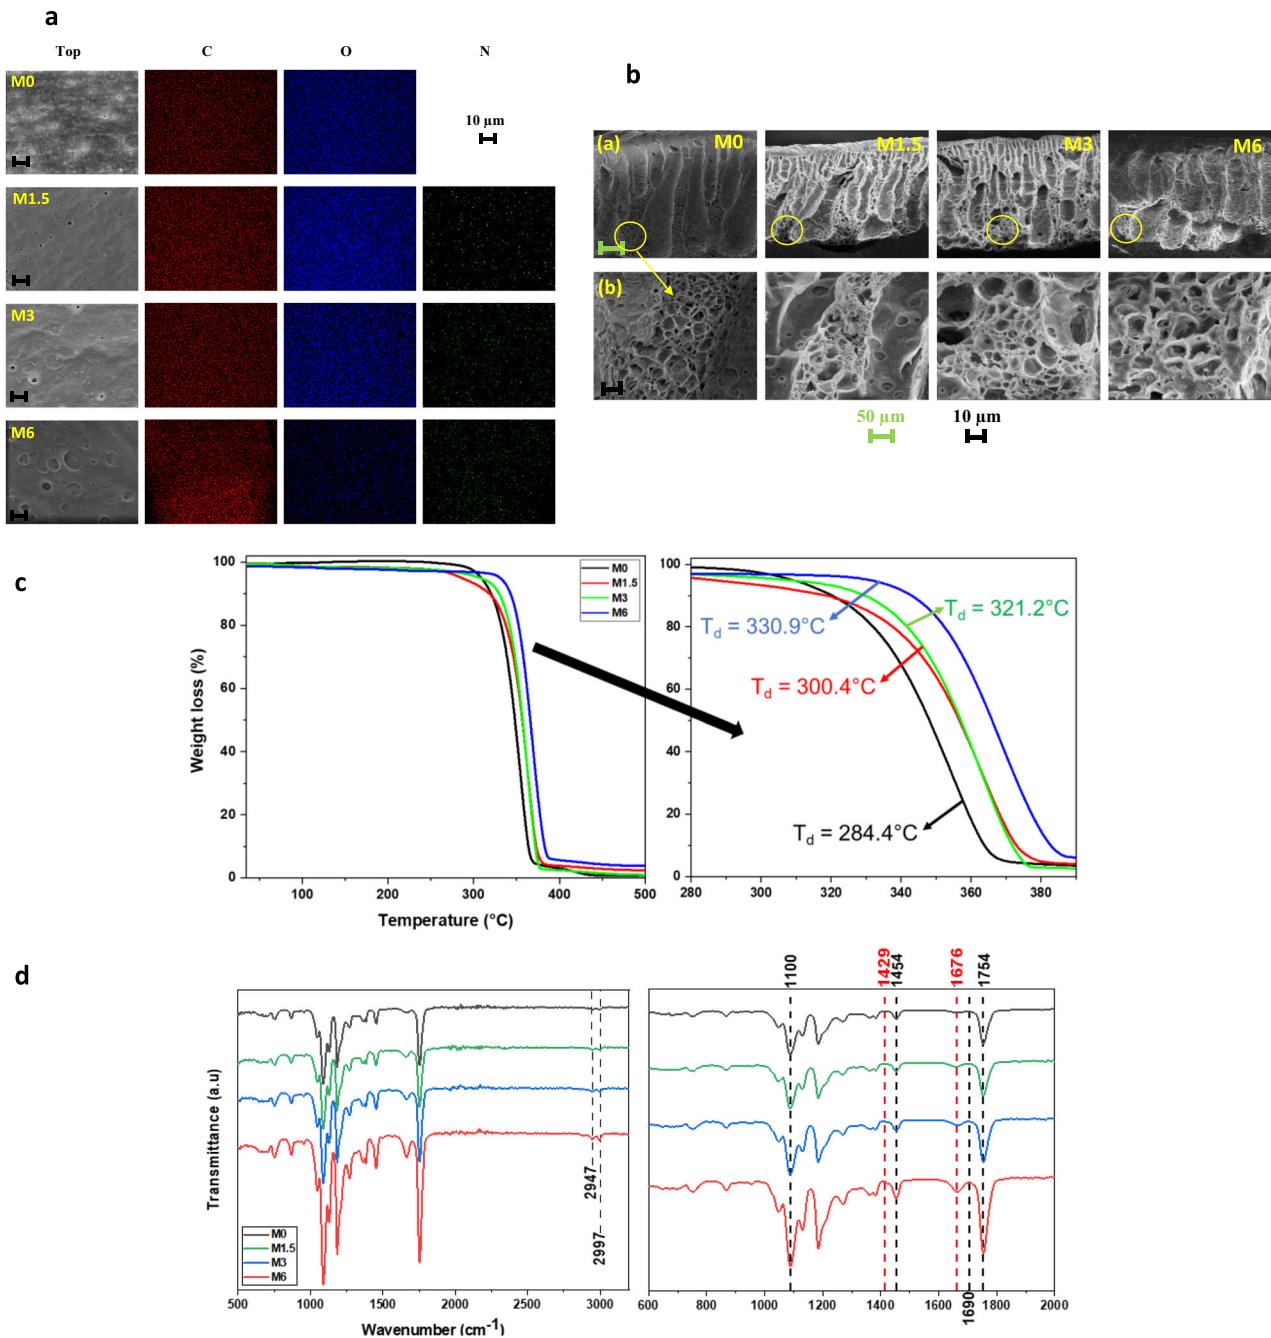 a
Top C O N
M0
10 µm
M1.5
M3
M6
b
(a) M0 M1.5 M3 M6
(b)
50 µm 10 µm
c
100
80
60
40
20
0
Weight loss (%)
100 200 300 400 500
Temperature (°C)
M0
M1.5
M3
M6
100
80
60
40
20
0
280 300 320 340 360 380
Td = 330.9°C
Td = 321.2°C
Td = 300.4°C
Td = 284.4°C
d
Transmittance (a.u)
M0
M1.5
M3
M6
2947
2997
500 1000 1500 2000 2500 3000
Wavenumber (cm-1)
1100 1429 1454 1676 1754
1690
600 800 1000 1200 1400 1600 1800 2000